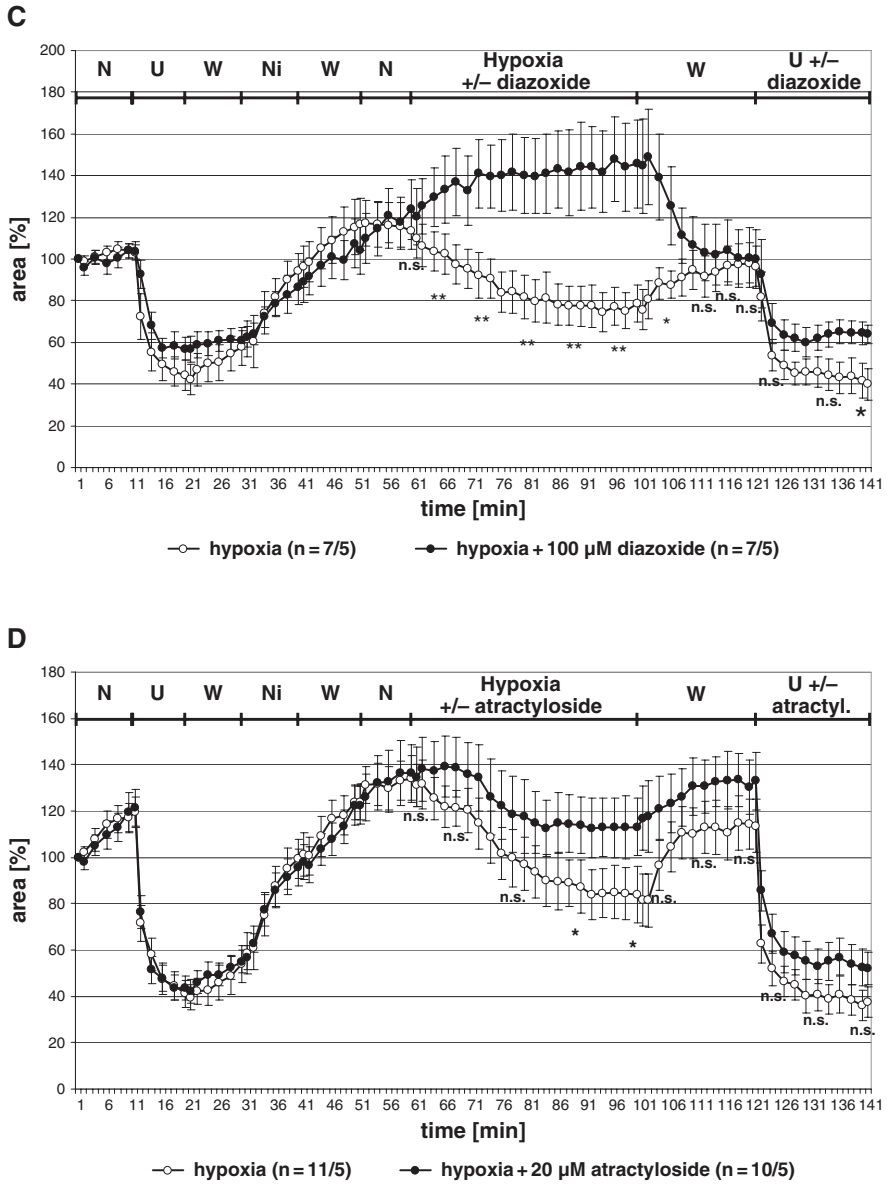 C
200
180
160
140
120
100
80
60
40
20
0
area [%]
N U W Ni W N Hypoxia +/– diazoxide W U +/– diazoxide
n.s.
**
**
**
**
**
*
n.s.
n.s.
n.s.
n.s.
n.s.
*
1 6 11 16 21 26 31 36 41 46 51 56 61 66 71 76 81 86 91 96 101 106 111 116 121 126 131 136 141
time [min]
hypoxia (n = 7/5) hypoxia + 100 µM diazoxide (n = 7/5)
D
180
160
140
120
100
80
60
40
20
0
area [%]
N U W Ni W N Hypoxia +/– atractyloside W U +/– atractyl.
n.s.
n.s.
n.s.
*
*
n.s.
n.s.
n.s.
n.s.
n.s.
n.s.
1 6 11 16 21 26 31 36 41 46 51 56 61 66 71 76 81 86 91 96 101 106 111 116 121 126 131 136 141
time [min]
hypoxia (n = 11/5) hypoxia + 20 µM atractyloside (n = 10/5)